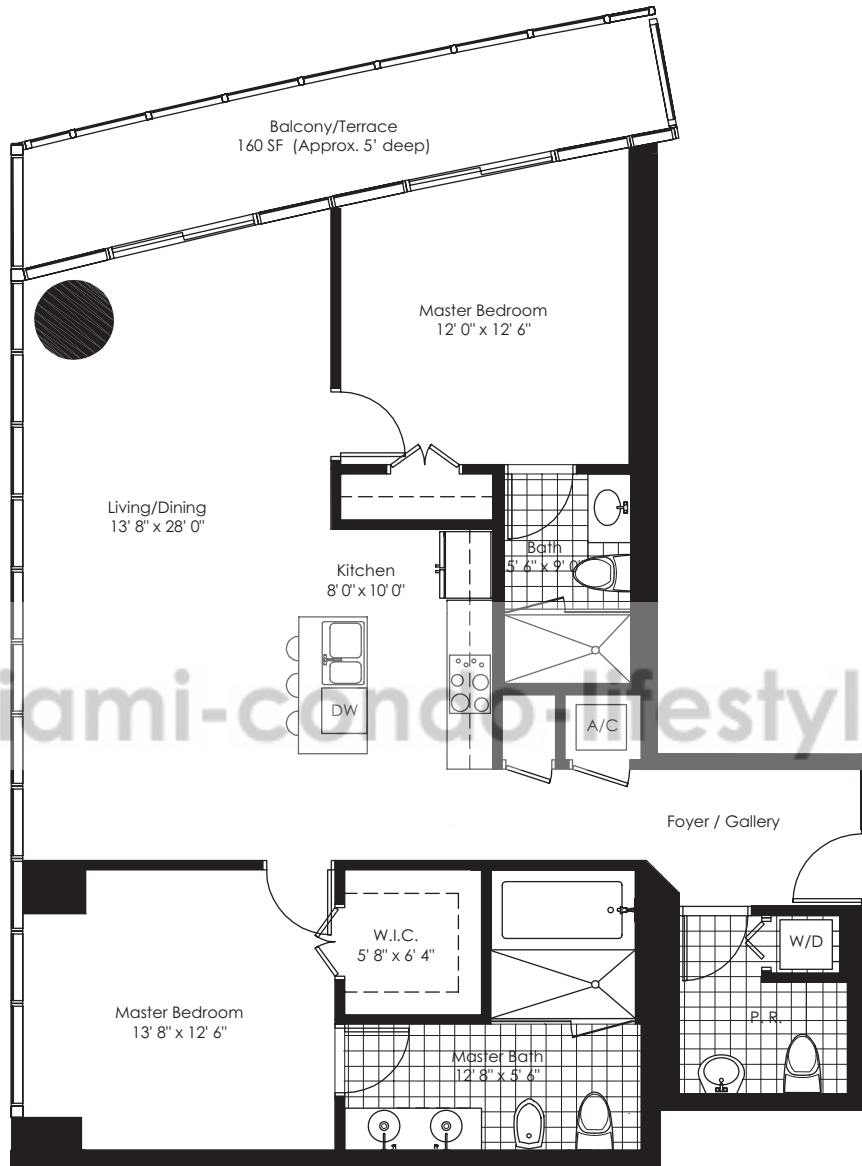 Balcony/Terrace
160 SF (Approx. 5' deep)
Master Bedroom
12' 0" x 12' 6"
Living/Dining
13' 8" x 28' 0"
Bath
5' 6" x 9' 0"
Kitchen
8' 0" x 10' 0"
iami-condo-lifestyl
DW
A/C
Foyer / Gallery
W.I.C.
5' 8" x 6' 4"
W/D
Master Bedroom
13' 8" x 12' 6"
P. R.
Master Bath
12' 8" x 5' 6"